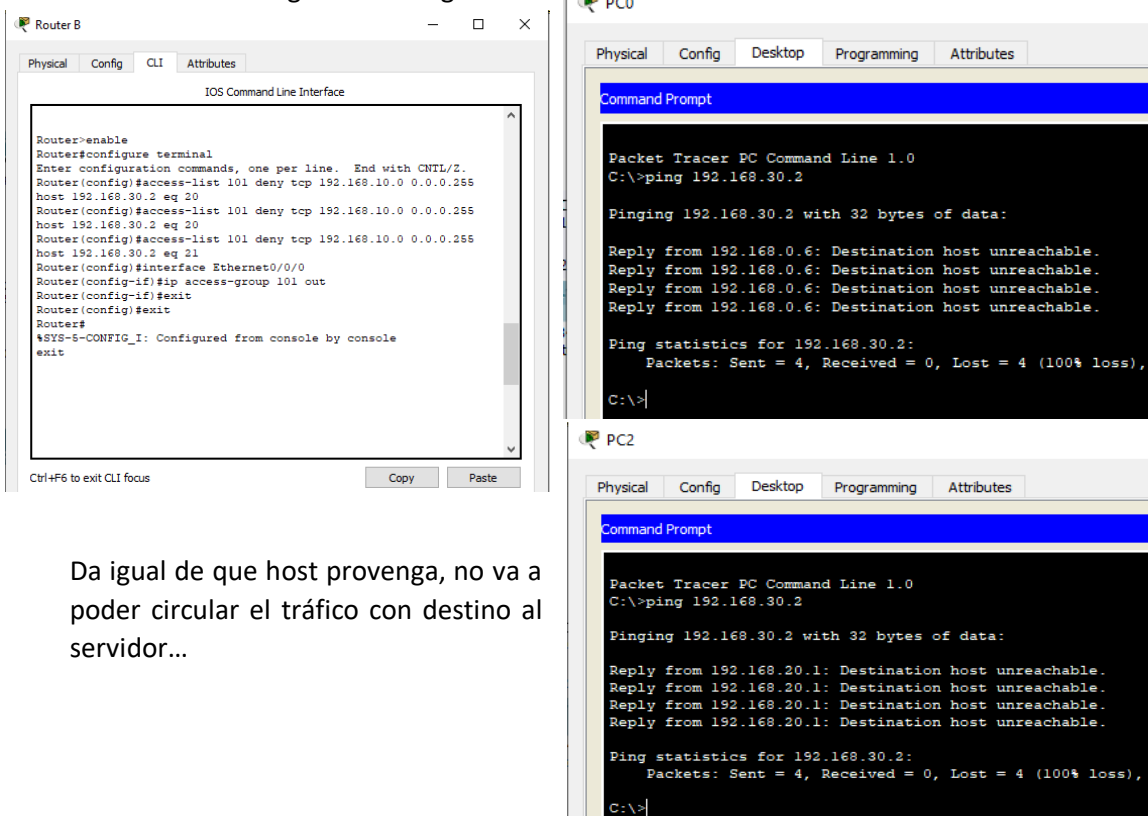 Router B
Physical Config CLI Attributes
IOS Command Line Interface
Router>enable
Router#configure terminal
Enter configuration commands, one per line. End with CNTL/Z.
Router(config)#access-list 101 deny tcp 192.168.10.0 0.0.0.255
host 192.168.30.2 eq 20
Router(config)#access-list 101 deny tcp 192.168.10.0 0.0.0.255
host 192.168.30.2 eq 20
Router(config)#access-list 101 deny tcp 192.168.10.0 0.0.0.255
host 192.168.30.2 eq 21
Router(config)#interface Ethernet0/0/0
Router(config-if)#ip access-group 101 out
Router(config-if)#exit
Router(config)#exit
Router#
%SYS-5-CONFIG_I: Configured from console by console
exit
Ctrl+F6 to exit CLI focus
Copy Paste
Da igual de que host provenga, no va a
poder circular el tráfico con destino al
servidor…
PC0
Physical Config Desktop Programming Attributes
Command Prompt
Packet Tracer PC Command Line 1.0
C:\>ping 192.168.30.2
Pinging 192.168.30.2 with 32 bytes of data:
Reply from 192.168.0.6: Destination host unreachable.
Reply from 192.168.0.6: Destination host unreachable.
Reply from 192.168.0.6: Destination host unreachable.
Reply from 192.168.0.6: Destination host unreachable.
Ping statistics for 192.168.30.2:
Packets: Sent = 4, Received = 0, Lost = 4 (100% loss),
C:\>
PC2
Physical Config Desktop Programming Attributes
Command Prompt
Packet Tracer PC Command Line 1.0
C:\>ping 192.168.30.2
Pinging 192.168.30.2 with 32 bytes of data:
Reply from 192.168.20.1: Destination host unreachable.
Reply from 192.168.20.1: Destination host unreachable.
Reply from 192.168.20.1: Destination host unreachable.
Reply from 192.168.20.1: Destination host unreachable.
Ping statistics for 192.168.30.2:
Packets: Sent = 4, Received = 0, Lost = 4 (100% loss),
C:\>